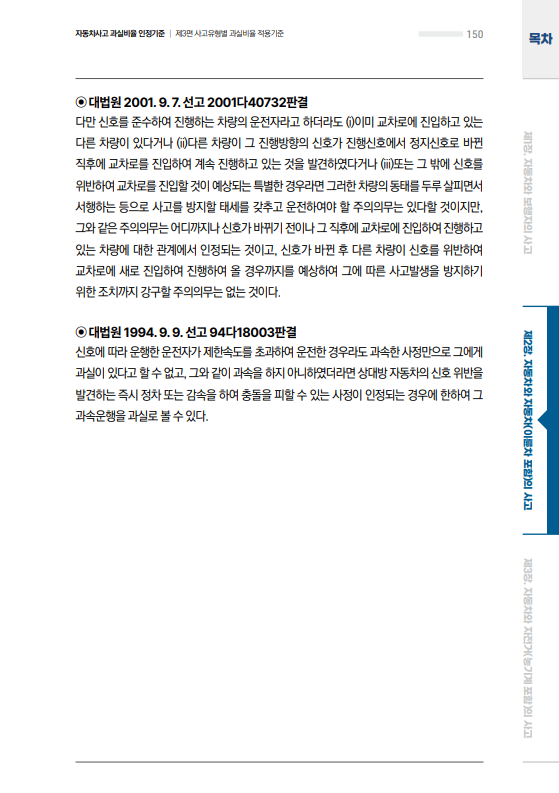 자동차사고 과실비율 인정기준 | 제3편 사고유형별 과실비율 적용기준
150
목차
◉ 대법원 2001. 9. 7. 선고 2001다40732판결
다만 신호를 준수하여 진행하는 차량의 운전자라고 하더라도 (i)이미 교차로에 진입하고 있는
다른 차량이 있다거나 (ii)다른 차량이 그 진행방향의 신호가 진행신호에서 정지신호로 바뀐
직후에 교차로를 진입하여 계속 진행하고 있는 것을 발견하였다거나 (iii)또는 그 밖에 신호를
위반하여 교차로를 진입할 것이 예상되는 특별한 경우라면 그러한 차량의 동태를 두루 살피면서
서행하는 등으로 사고를 방지할 태세를 갖추고 운전하여야 할 주의의무는 있다할 것이지만,
그와 같은 주의의무는 어디까지나 신호가 바뀌기 전이나 그 직후에 교차로에 진입하여 진행하고
있는 차량에 대한 관계에서 인정되는 것이고, 신호가 바뀐 후 다른 차량이 신호를 위반하여
교차로에 새로 진입하여 진행하여 올 경우까지를 예상하여 그에 따른 사고발생을 방지하기
위한 조치까지 강구할 주의의무는 없는 것이다.
◉ 대법원 1994. 9. 9. 선고 94다18003판결
신호에 따라 운행한 운전자가 제한속도를 초과하여 운전한 경우라도 과속한 사정만으로 그에게
과실이 있다고 할 수 없고, 그와 같이 과속을 하지 아니하였더라면 상대방 자동차의 신호 위반을
발견하는 즉시 정차 또는 감속을 하여 충돌을 피할 수 있는 사정이 인정되는 경우에 한하여 그
과속운행을 과실로 볼 수 있다.
제1장. 자동차와 보행자의 사고
제2장. 자동차와 자동차(이륜차 포함)의 사고
제3장. 자동차와 자전거(농기계 포함)의 사고